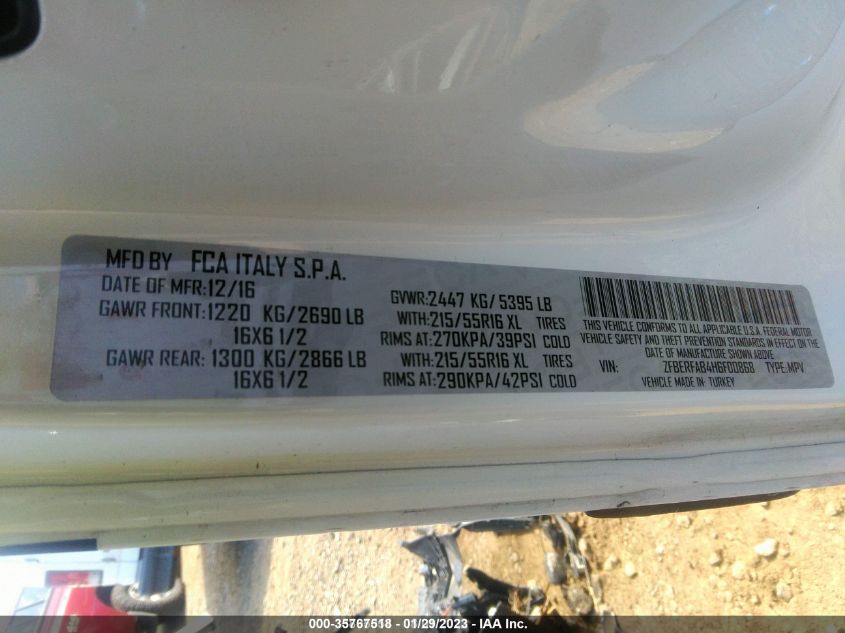 MFD BY FCA ITALY S.P.A.
DATE OF MFR:12/16
GAWR FRONT:1220 KG/2690 LB
16X6 1/2
GAWR REAR: 1300 KG/2866 LB
16X6 1/2
GVWR:2447 KG/5395 LB
WITH:215/55R16 XL TIRES
RIMS AT:270KPA/39PSI COLD
WITH:215/55R16 XL TIRES
RIMS AT:290KPA/42PSI COLD
THIS VEHICLE CONFORMS TO ALL APPLICABLE U.S.A. FEDERAL MOTOR
VEHICLE SAFETY AND THEFT PREVENTION STANDARDS IN EFFECT ON THE
DATE OF MANUFACTURE SHOWN ABOVE.
VIN: ZFBERFAB4H6F00868 TYPE:MPV
VEHICLE MADE IN: TURKEY
000-35767518 - 01/29/2023 - IAA Inc.